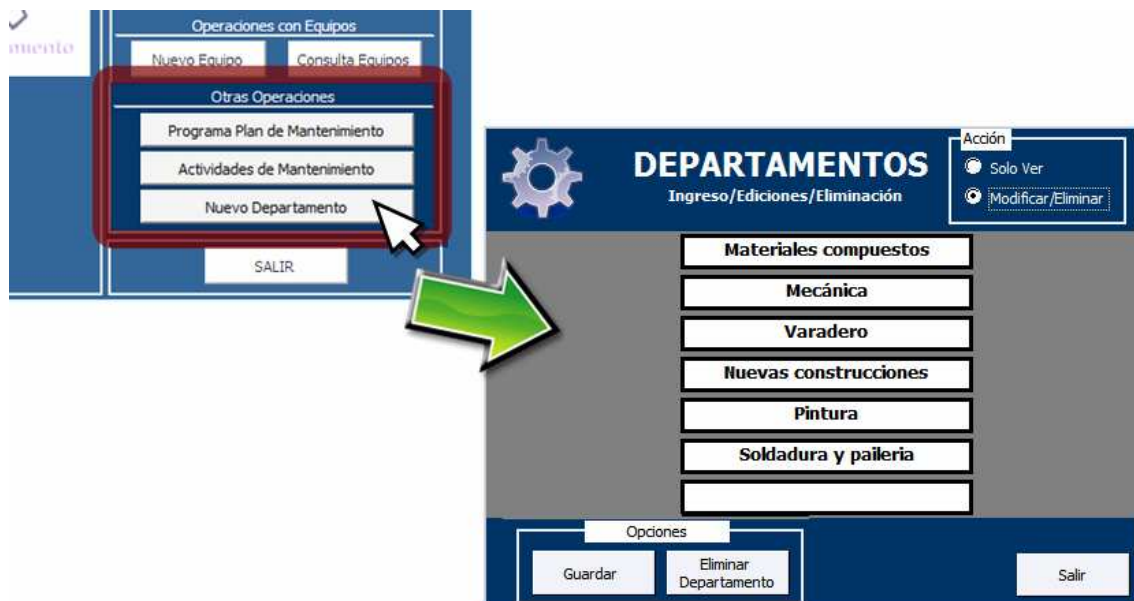 Operaciones con Equipos
Nuevo Equipo
Consulta Equipos
Otras Operaciones
Programa Plan de Mantenimiento
Actividades de Mantenimiento
Nuevo Departamento
SALIR
DEPARTAMENTOS
Ingreso/Ediciones/Eliminación
Acción
Solo Ver
Modificar/Eliminar
Materiales compuestos
Mecánica
Varadero
Nuevas construcciones
Pintura
Soldadura y paileria
Opciones
Guardar
Eliminar
Departamento
Salir